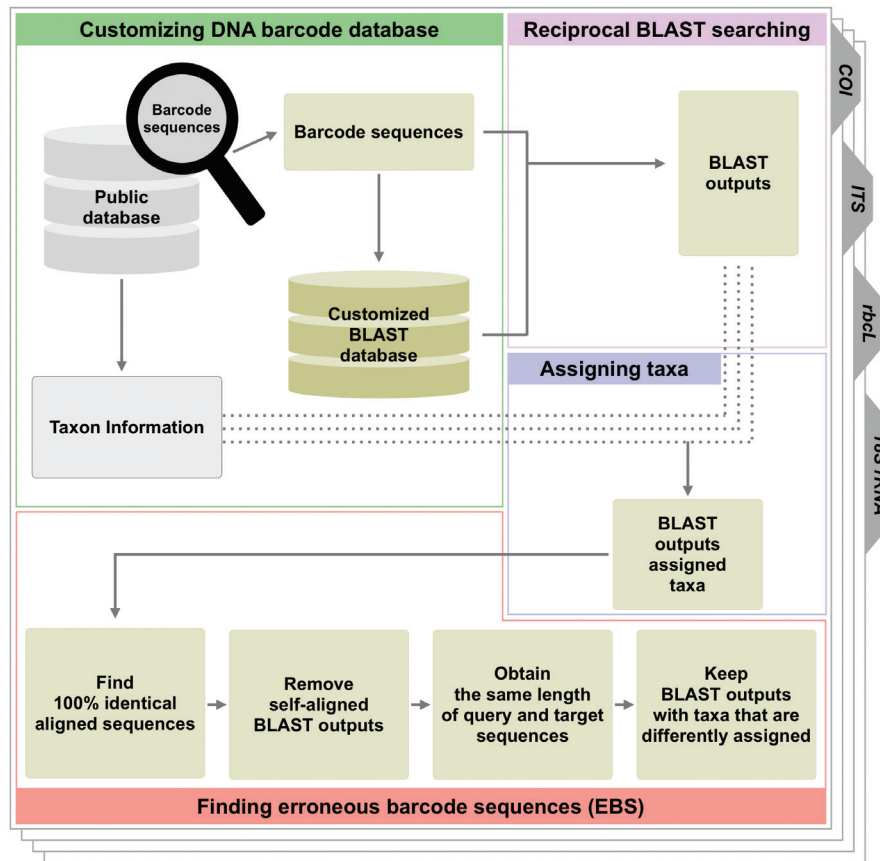 Customizing DNA barcode database
Reciprocal BLAST searching
Barcode
sequences
Public
database
Barcode sequences
Customized
BLAST
database
BLAST
outputs
Taxon Information
Assigning taxa
BLAST
outputs
assigned
taxa
Find
100% identical
aligned sequences
Remove
self-aligned
BLAST outputs
Obtain
the same length
of query and target
sequences
Keep
BLAST outputs
with taxa that are
differently assigned
Finding erroneous barcode sequences (EBS)
COI
ITS
rbcL
18S rRNA